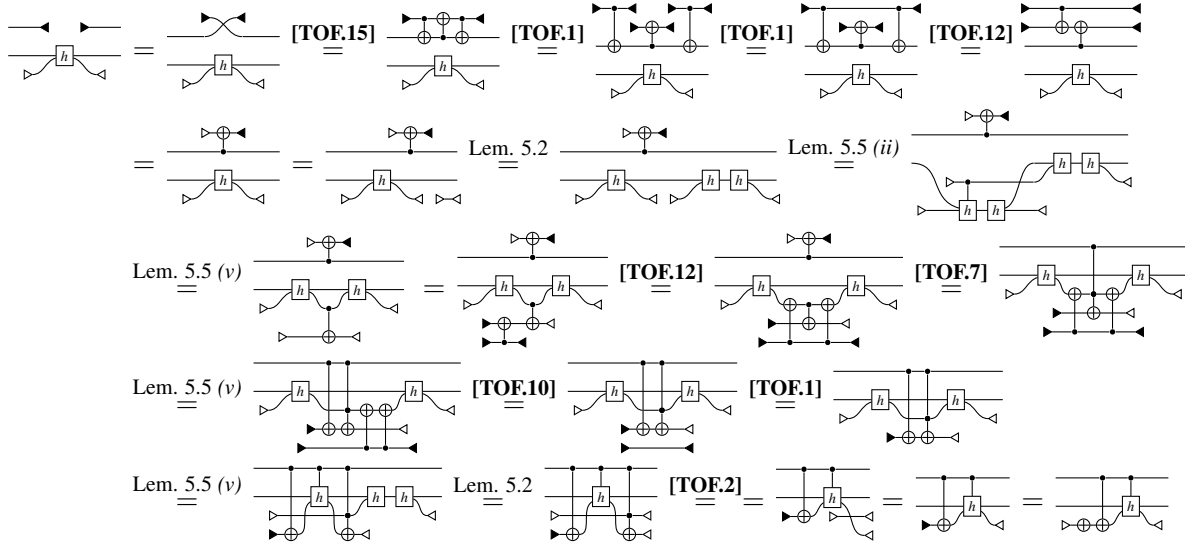 h = h [TOF.15] = h [TOF.1] = h [TOF.1] = h [TOF.12] = h
= h = h Lem. 5.2 = h h h Lem. 5.5 (ii) = h h h h
Lem. 5.5 (v) = h h = h h [TOF.12] = h h [TOF.7] = h h
Lem. 5.5 (v) = h h [TOF.10] = h h [TOF.1] = h h
Lem. 5.5 (v) = h h h Lem. 5.2 = h [TOF.2] = = h = h = h